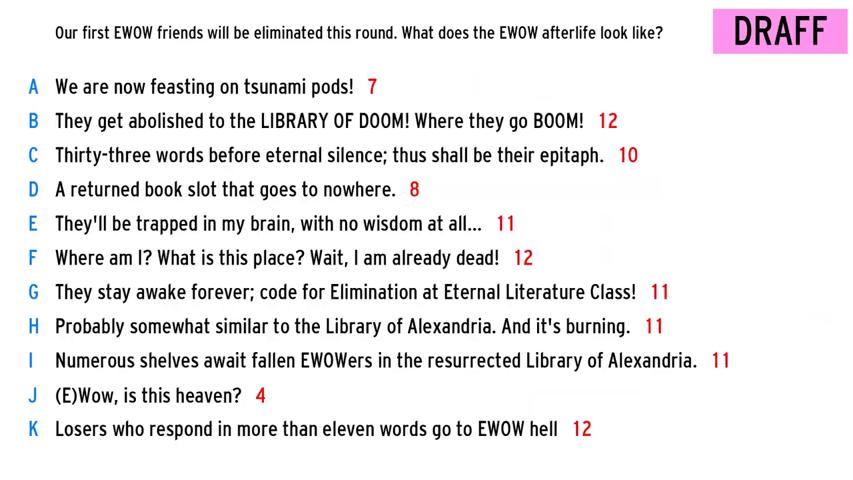 Our first EWOW friends will be eliminated this round. What does the EWOW afterlife look like?
DRAFF
A We are now feasting on tsunami pods! 7
B They get abolished to the LIBRARY OF DOOM! Where they go BOOM! 12
C Thirty-three words before eternal silence; thus shall be their epitaph. 10
D A returned book slot that goes to nowhere. 8
E They'll be trapped in my brain, with no wisdom at all... 11
F Where am I? What is this place? Wait, I am already dead! 12
G They stay awake forever; code for Elimination at Eternal Literature Class! 11
H Probably somewhat similar to the Library of Alexandria. And it's burning. 11
I Numerous shelves await fallen EWOWers in the resurrected Library of Alexandria. 11
J (E)Wow, is this heaven? 4
K Losers who respond in more than eleven words go to EWOW hell 12